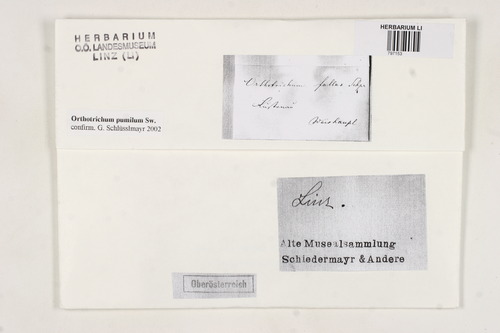 HERBARIUM
O.Ö. LANDESMUSEUM
LINZ (LI)
HERBARIUM LI
Orthotrichum pumilum Sw.
confirm. G. Schlüsslmayr 2002
Orthotrichum fallax
Linz.
Alte Musealsammlung
Schiedermayr & Andere
Oberösterreich